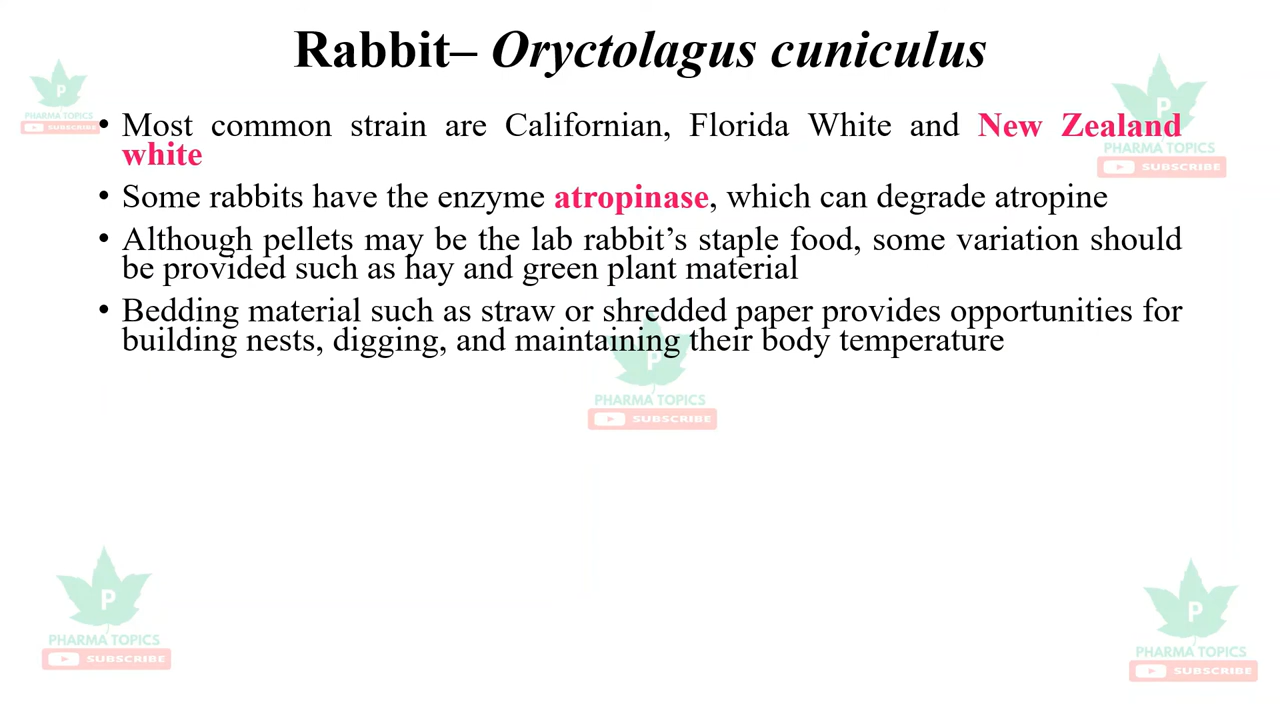 Rabbit– Oryctolagus cuniculus
• Most common strain are Californian, Florida White and New Zealand
white
• Some rabbits have the enzyme atropinase, which can degrade atropine
• Although pellets may be the lab rabbit’s staple food, some variation should
be provided such as hay and green plant material
• Bedding material such as straw or shredded paper provides opportunities for
building nests, digging, and maintaining their body temperature
P
PHARMA TOPICS
SUBSCRIBE
P
PHARMA TOPICS
SUBSCRIBE
P
PHARMA TOPICS
SUBSCRIBE
P
PHARMA TOPICS
SUBSCRIBE
P
PHARMA TOPICS
SUBSCRIBE